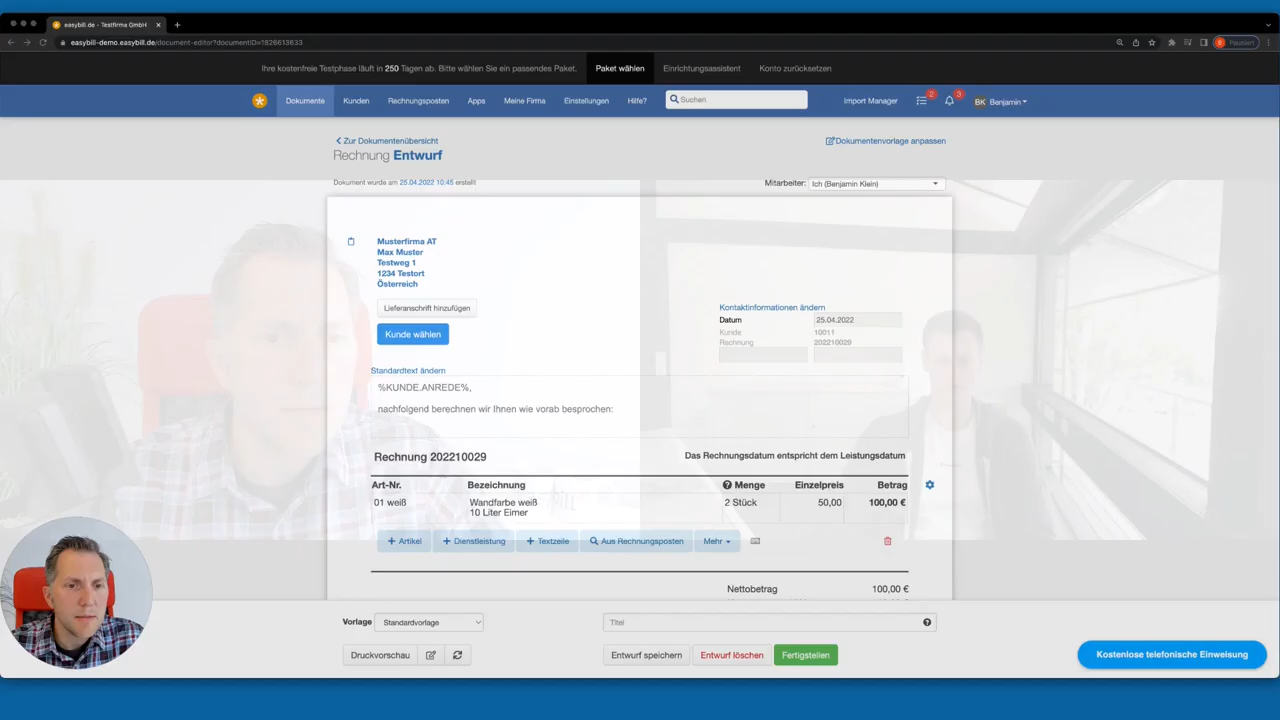 easybill.de - Testfirma GmbH
easybill-demo.easybill.de/document-editor?documentID=1826613633
Pausiert
Ihre kostenfreie Testphase läuft in 250 Tagen ab. Bitte wählen Sie ein passendes Paket.
Paket wählen
Einrichtungsassistent
Konto zurücksetzen
Dokumente
Kunden
Rechnungsposten
Apps
Meine Firma
Einstellungen
Hilfe?
Suchen
Import Manager
2
3
BK Benjamin
Zur Dokumentenübersicht
Dokumentenvorlage anpassen
Rechnung Entwurf
Dokument wurde am 25.04.2022 10:45 erstellt
Mitarbeiter: Ich (Benjamin Klein)
Musterfirma AT
Max Muster
Testweg 1
1234 Testort
Österreich
Lieferanschrift hinzufügen
Kunde wählen
Kontaktinformationen ändern
Datum 25.04.2022
Kunde 10011
Rechnung 202210029
Standardtext ändern
%KUNDE.ANREDE%,
nachfolgend berechnen wir Ihnen wie vorab besprochen:
Rechnung 202210029
Das Rechnungsdatum entspricht dem Leistungsdatum
Art-Nr. Bezeichnung Menge Einzelpreis Betrag
01 weiß Wandfarbe weiß 2 Stück 50,00 100,00 €
10 Liter Eimer
+ Artikel
+ Dienstleistung
+ Textzeile
Aus Rechnungsposten
Mehr
Nettobetrag 100,00 €
Vorlage Standardvorlage
Titel
Druckvorschau
Entwurf speichern
Entwurf löschen
Fertigstellen
Kostenlose telefonische Einweisung